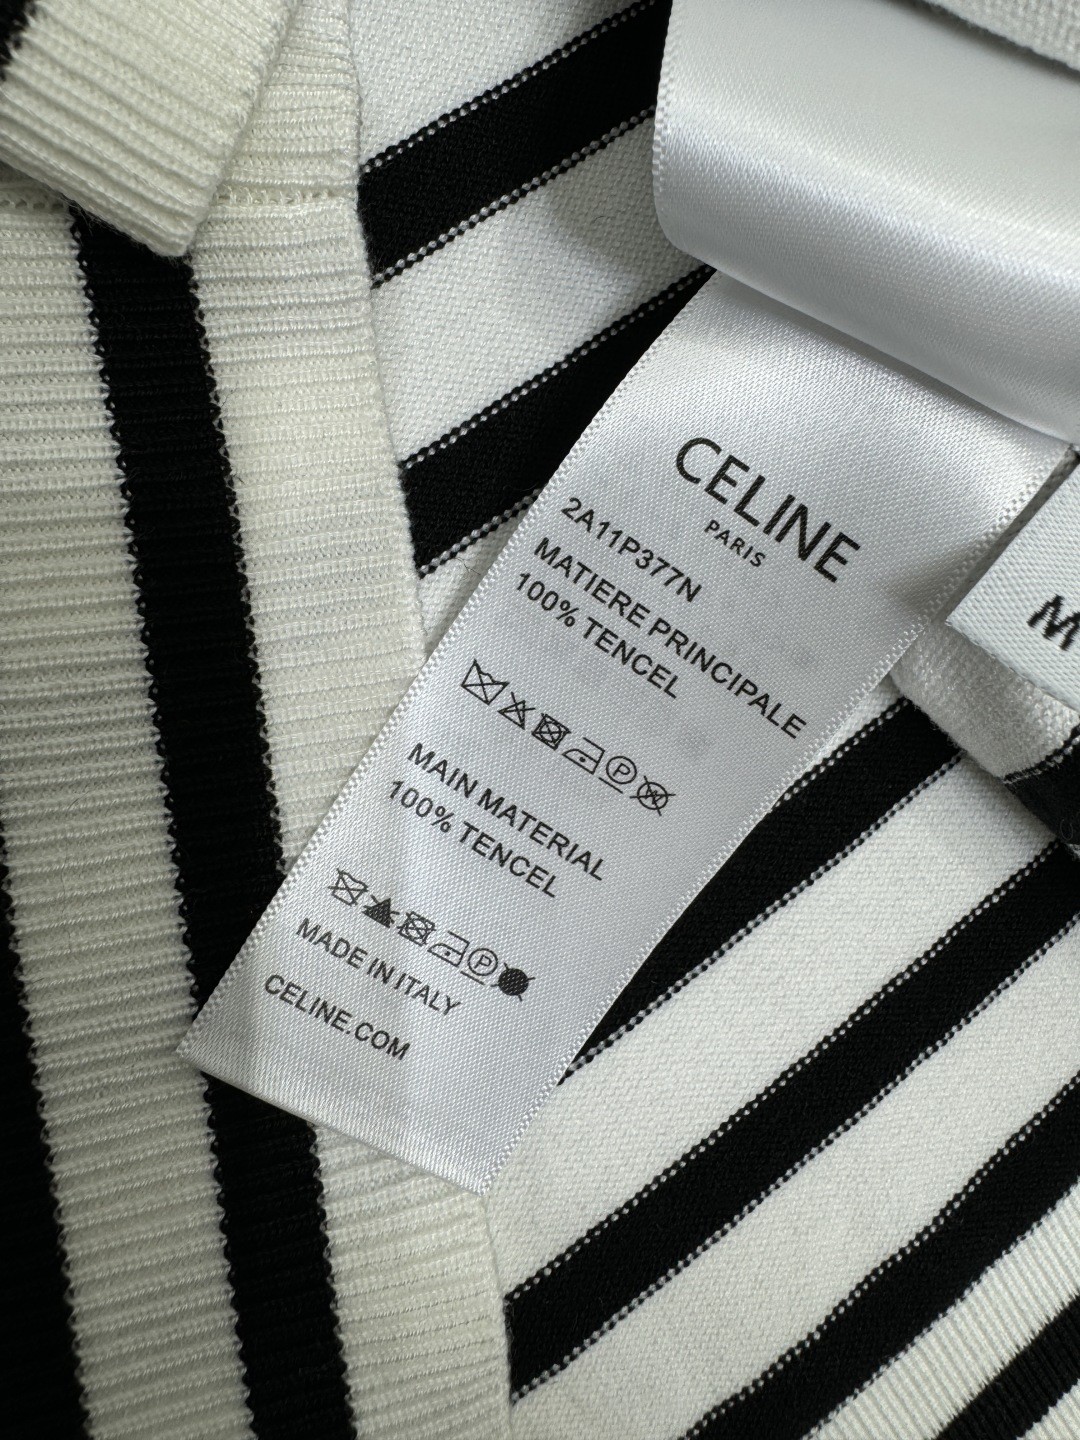 CELINE
PARIS
2A11P377N
MATIERE PRINCIPALE
100% TENCEL
P W
MAIN MATERIAL
100% TENCEL
P
MADE IN ITALY
CELINE.COM
M